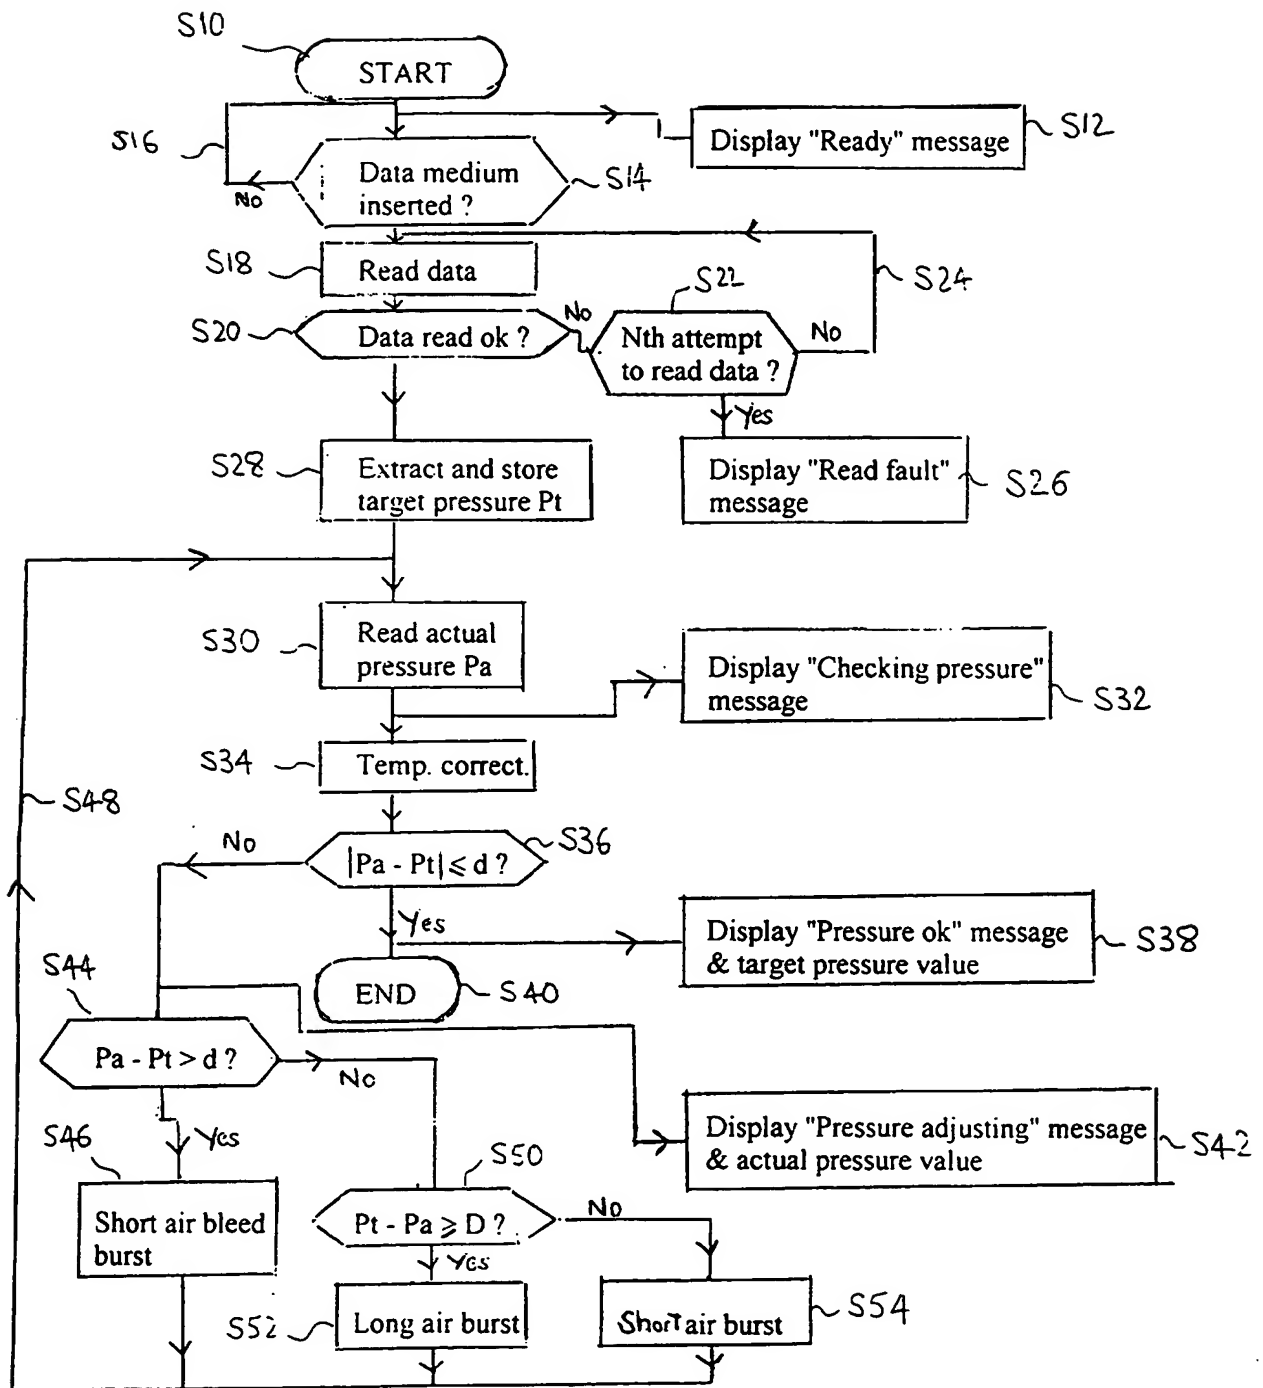 S10
START
S16
Display "Ready" message
S12
Data medium
inserted ?
S14
No
S18
Read data
S22
S24
S20
Data read ok ?
No
Nth attempt
to read data ?
No
Yes
S28
Extract and store
target pressure Pt
Display "Read fault"
message
S26
S30
Read actual
pressure Pa
Display "Checking pressure"
message
S32
S34
Temp. correct.
S48
No
|Pa - Pt| ⩽ d ?
S36
Yes
Display "Pressure ok" message
& target pressure value
S38
S44
END
S40
Pa - Pt > d ?
No
Display "Pressure adjusting" message
& actual pressure value
S42
S46
Yes
S50
Short air bleed
burst
Pt - Pa ⩾ D ?
No
Yes
S52
Long air burst
Short air burst
S54